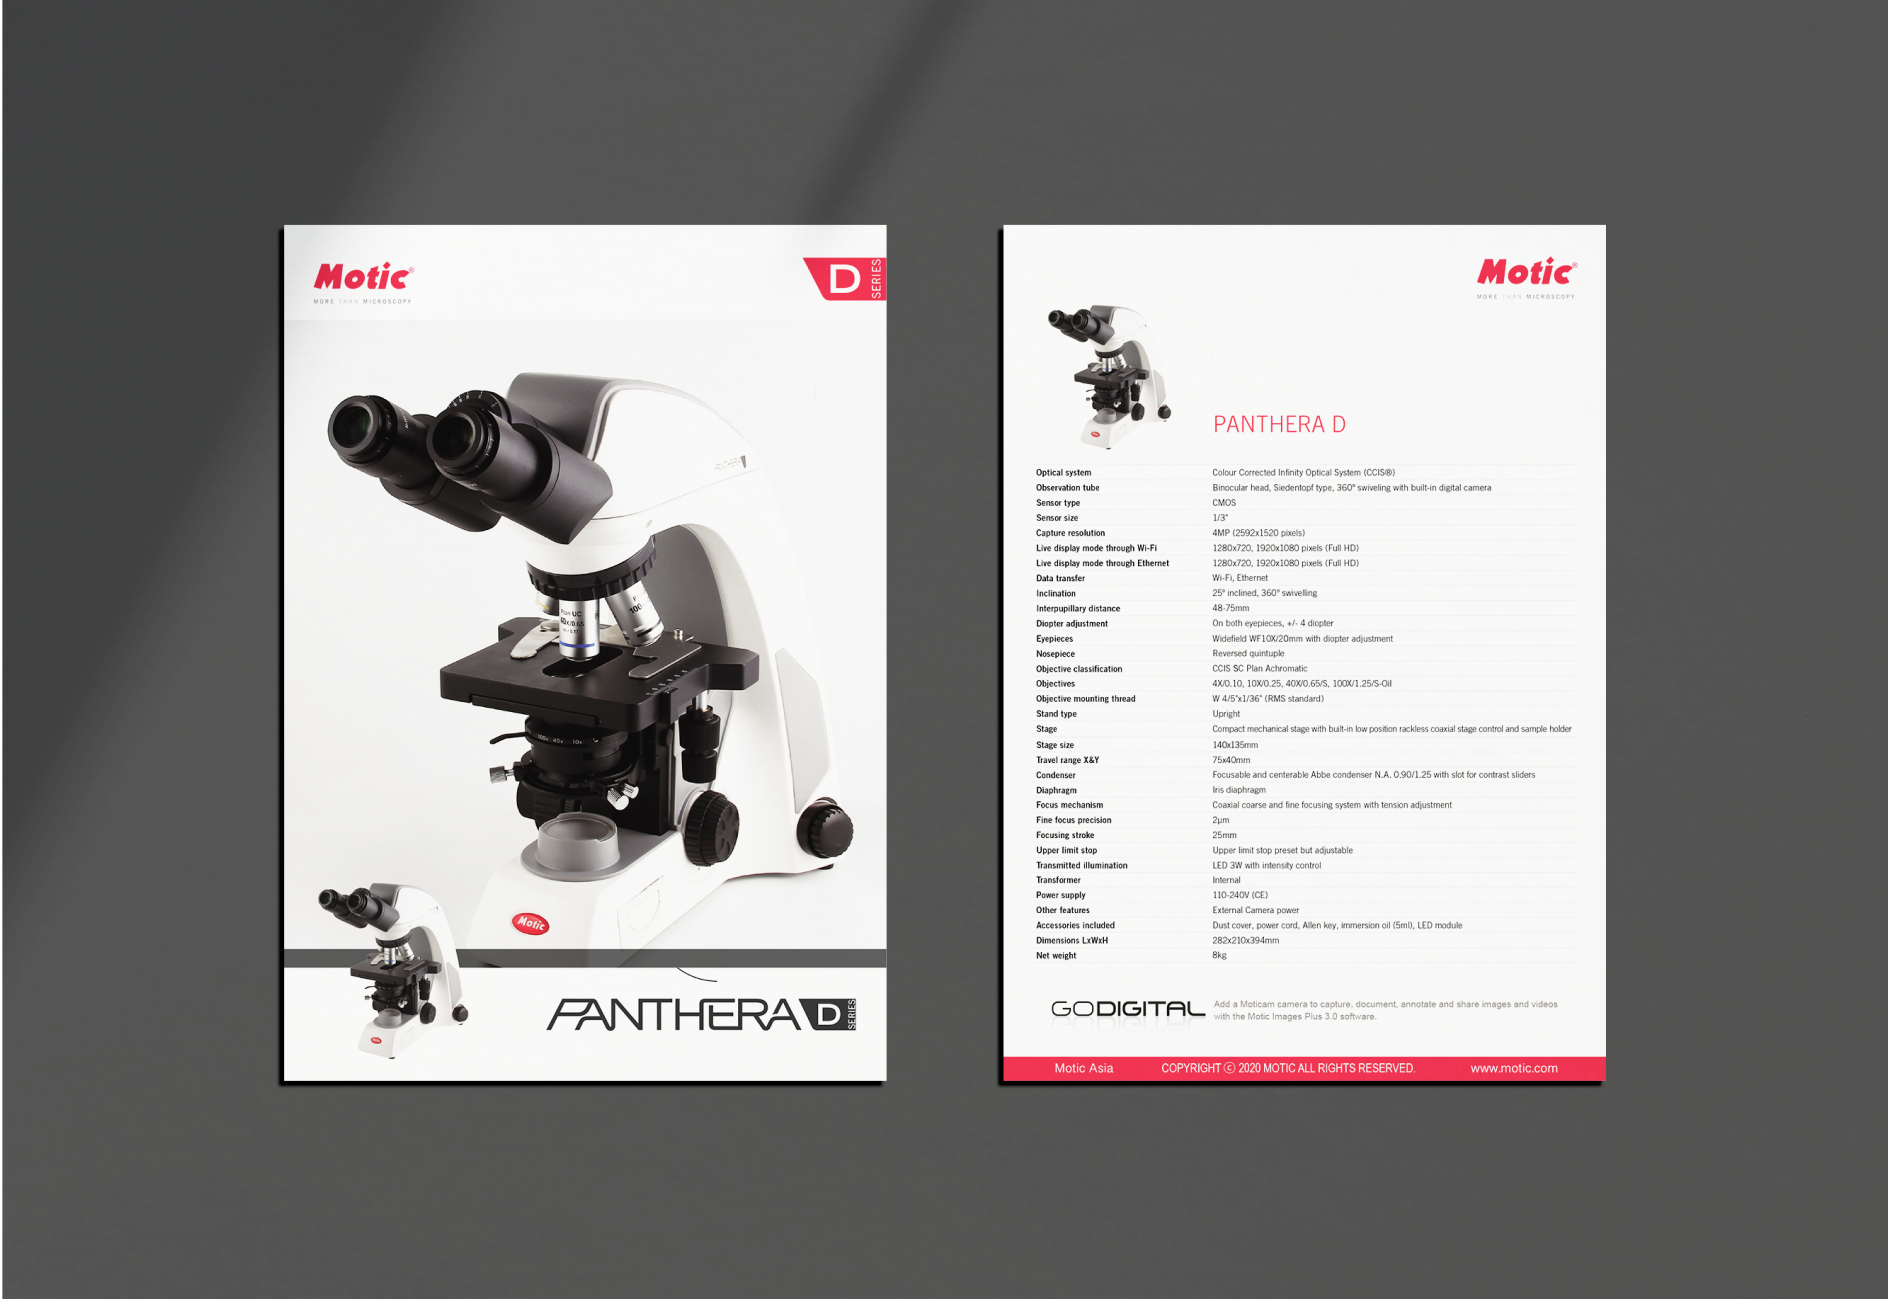 Motic®
MORE THAN MICROSCOPY
D SERIES
Plan UC
40X/0.65
100
100x 40x 10x
Motic
PANTHERA D SERIES
Motic®
MORE THAN MICROSCOPY
PANTHERA D
Optical system Colour Corrected Infinity Optical System (CCIS®)
Observation tube Binocular head, Siedentopf type, 360° swiveling with built-in digital camera
Sensor type CMOS
Sensor size 1/3"
Capture resolution 4MP (2592x1520 pixels)
Live display mode through Wi-Fi 1280x720, 1920x1080 pixels (Full HD)
Live display mode through Ethernet 1280x720, 1920x1080 pixels (Full HD)
Data transfer Wi-Fi, Ethernet
Inclination 25° inclined, 360° swivelling
Interpupillary distance 48-75mm
Diopter adjustment On both eyepieces, +/- 4 diopter
Eyepieces Widefield WF10X/20mm with diopter adjustment
Nosepiece Reversed quintuple
Objective classification CCIS SC Plan Achromatic
Objectives 4X/0.10, 10X/0.25, 40X/0.65/S, 100X/1.25/S-Oil
Objective mounting thread W 4/5"x1/36" (RMS standard)
Stand type Upright
Stage Compact mechanical stage with built-in low position rackless coaxial stage control and sample holder
Stage size 140x135mm
Travel range X&Y 75x40mm
Condenser Focusable and centerable Abbe condenser N.A. 0.90/1.25 with slot for contrast sliders
Diaphragm Iris diaphragm
Focus mechanism Coaxial coarse and fine focusing system with tension adjustment
Fine focus precision 2µm
Focusing stroke 25mm
Upper limit stop Upper limit stop preset but adjustable
Transmitted illumination LED 3W with intensity control
Transformer Internal
Power supply 110-240V (CE)
Other features External Camera power
Accessories included Dust cover, power cord, Allen key, immersion oil (5ml), LED module
Dimensions LxWxH 282x210x394mm
Net weight 8kg
GODIGITAL Add a Moticam camera to capture, document, annotate and share images and videos
with the Motic Images Plus 3.0 software.
Motic Asia COPYRIGHT © 2020 MOTIC ALL RIGHTS RESERVED. www.motic.com